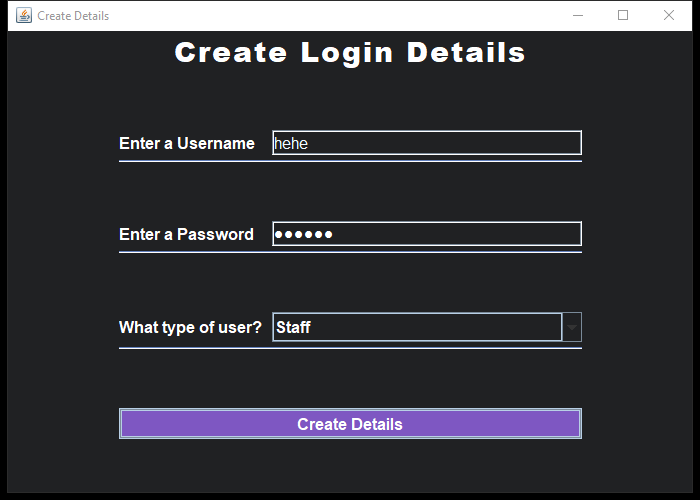 Create Details
Create Login Details
Enter a Username hehe
Enter a Password ●●●●●●
What type of user? Staff
Create Details